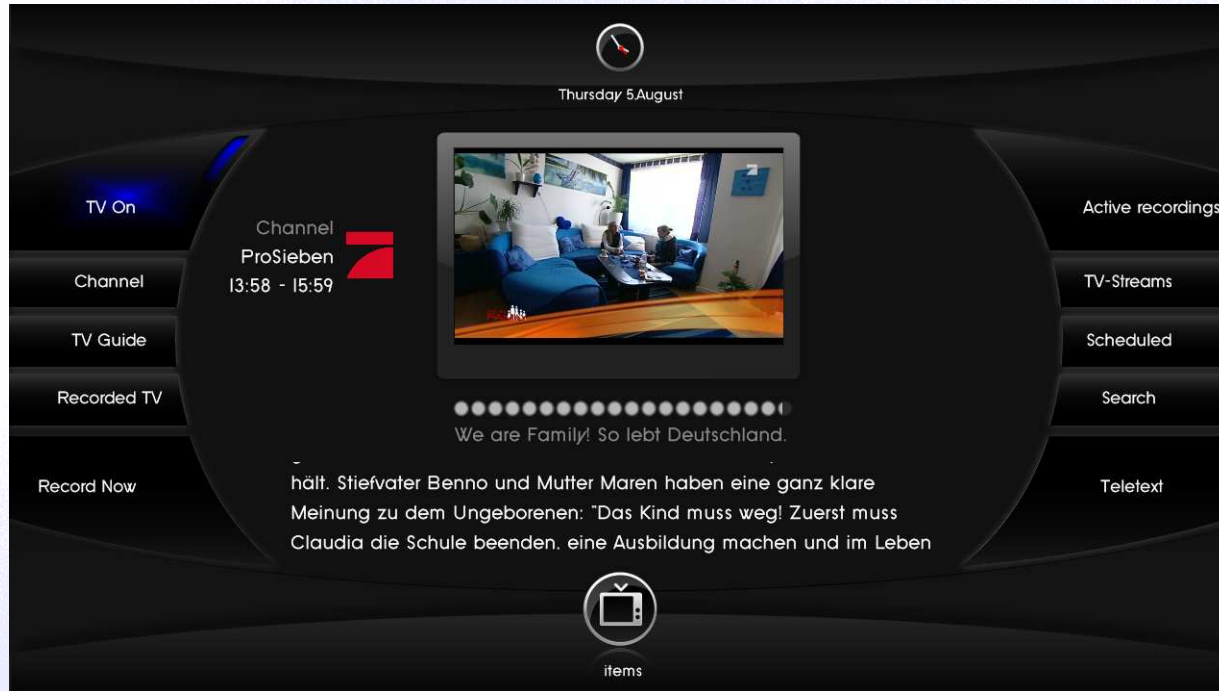 Thursday 5.August
TV On
Channel
TV Guide
Recorded TV
Record Now
Channel
ProSieben
13:58 - 15:59
We are Family! So lebt Deutschland.
hält. Stiefvater Benno und Mutter Maren haben eine ganz klare
Meinung zu dem Ungeborenen: "Das Kind muss weg! Zuerst muss
Claudia die Schule beenden, eine Ausbildung machen und im Leben
Active recordings
TV-Streams
Scheduled
Search
Teletext
items